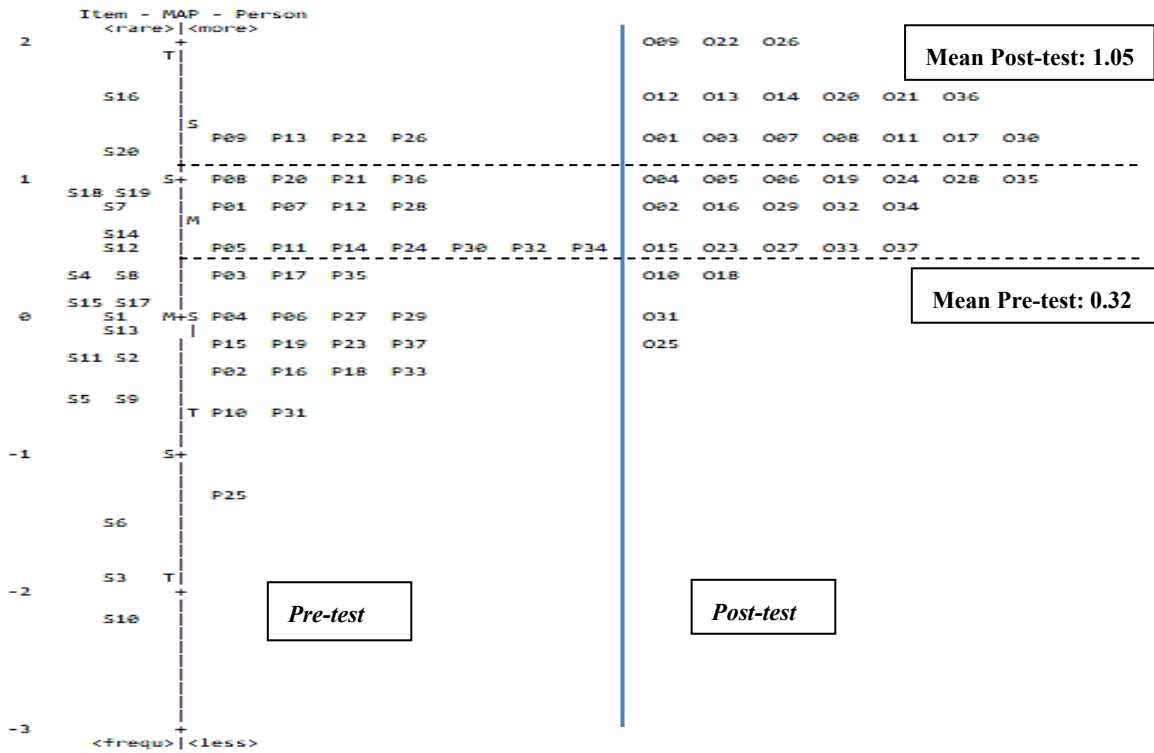 Item - MAP - Person
<rare>|<more>
2 + O09 O22 O26
T|
Mean Post-test: 1.05
S16 | O12 O13 O14 O20 O21 O36
|S
| P09 P13 P22 P26 O01 O03 O07 O08 O11 O17 O30
S20 |
+
1 S+ P08 P20 P21 P36 O04 O05 O06 O19 O24 O28 O35
S18 S19 |
S7 | P01 P07 P12 P28 O02 O16 O29 O32 O34
|M
S14 |
S12 | P05 P11 P14 P24 P30 P32 P34 O15 O23 O27 O33 O37
S4 S8 | P03 P17 P35 O10 O18
S15 S17 |
Mean Pre-test: 0.32
0 S1 M+S P04 P06 P27 P29 O31
S13 | |
| P15 P19 P23 P37 O25
S11 S2 |
| P02 P16 P18 P33
S5 S9 |
|T P10 P31
-1 S+
| P25
S6 |
S3 T|
-2 +
Pre-test Post-test
S10 |
-3 +
<frequ>|<less>